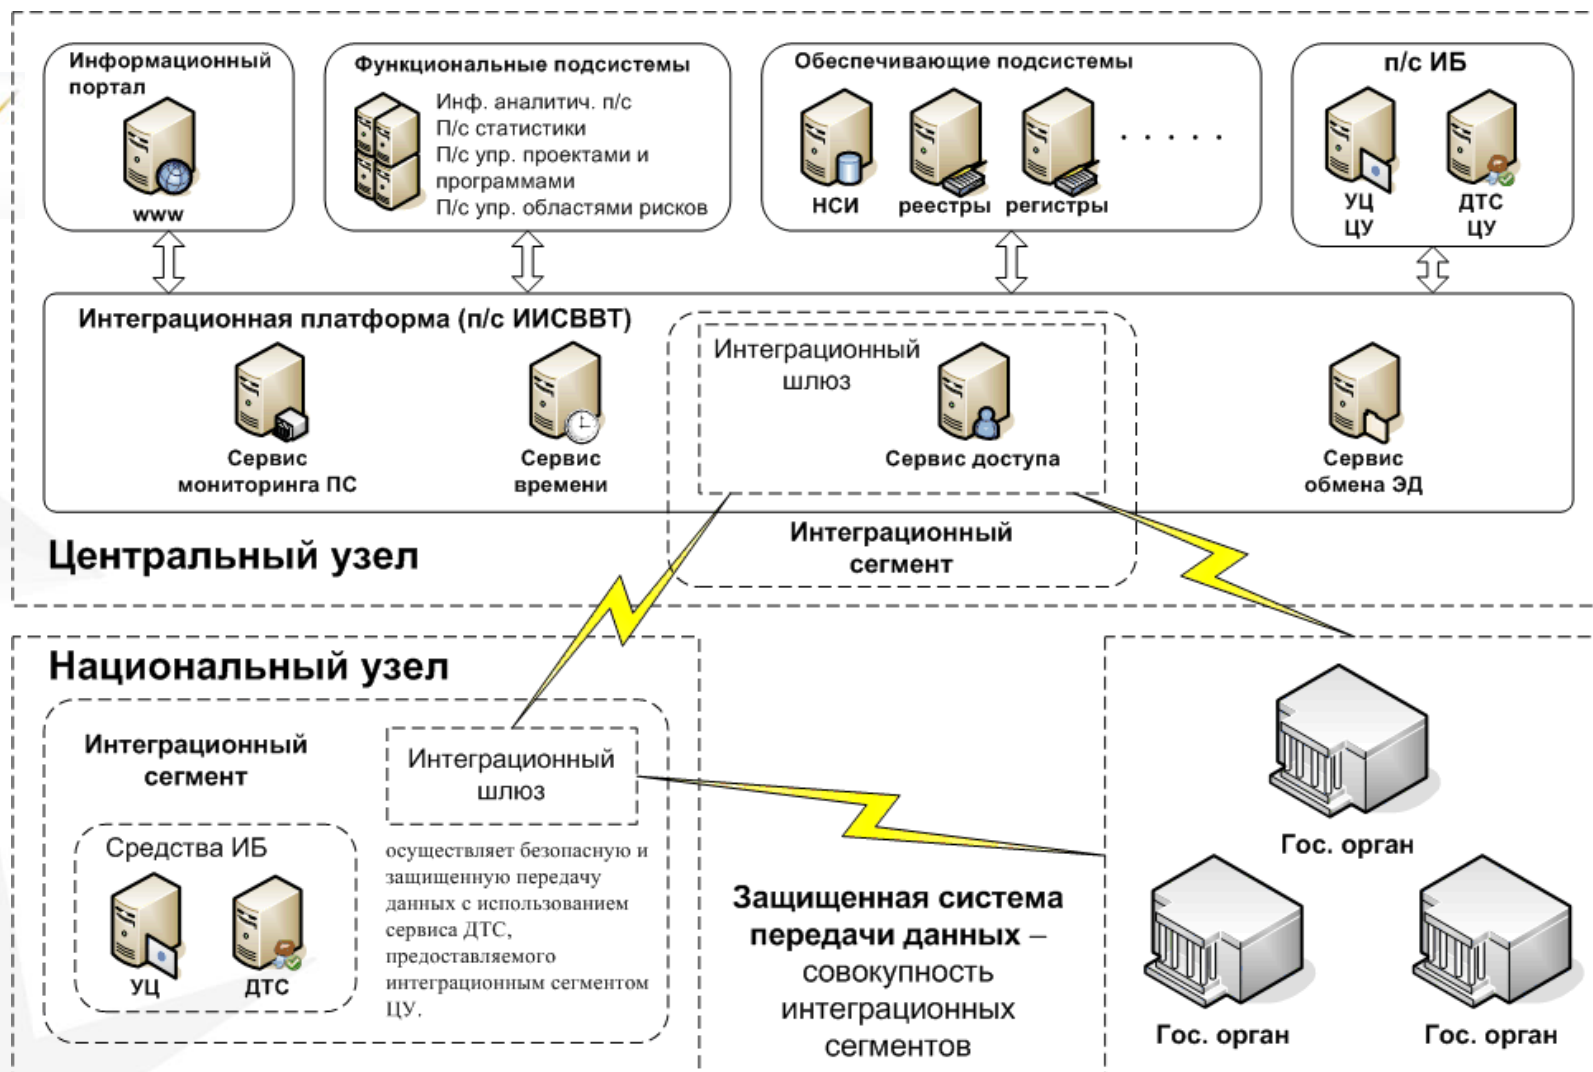 Информационный
портал
www
Функциональные подсистемы
Инф. аналитич. п/с
П/с статистики
П/с упр. проектами и
программами
П/с упр. областями рисков
Обеспечивающие подсистемы
. . . . .
НСИ
реестры
регистры
п/с ИБ
УЦ
ЦУ
ДТС
ЦУ
Интеграционная платформа (п/с ИИСВВТ)
Сервис
мониторинга ПС
Сервис
времени
Интеграционный
шлюз
Сервис доступа
Сервис
обмена ЭД
Интеграционный
сегмент
Центральный узел
Национальный узел
Интеграционный
сегмент
Интеграционный
шлюз
Средства ИБ
УЦ
ДТС
осуществляет безопасную и
защищенную передачу
данных с использованием
сервиса ДТС,
предоставляемого
интеграционным сегментом
ЦУ.
Защищенная система
передачи данных –
совокупность
интеграционных
сегментов
Гос. орган
Гос. орган
Гос. орган